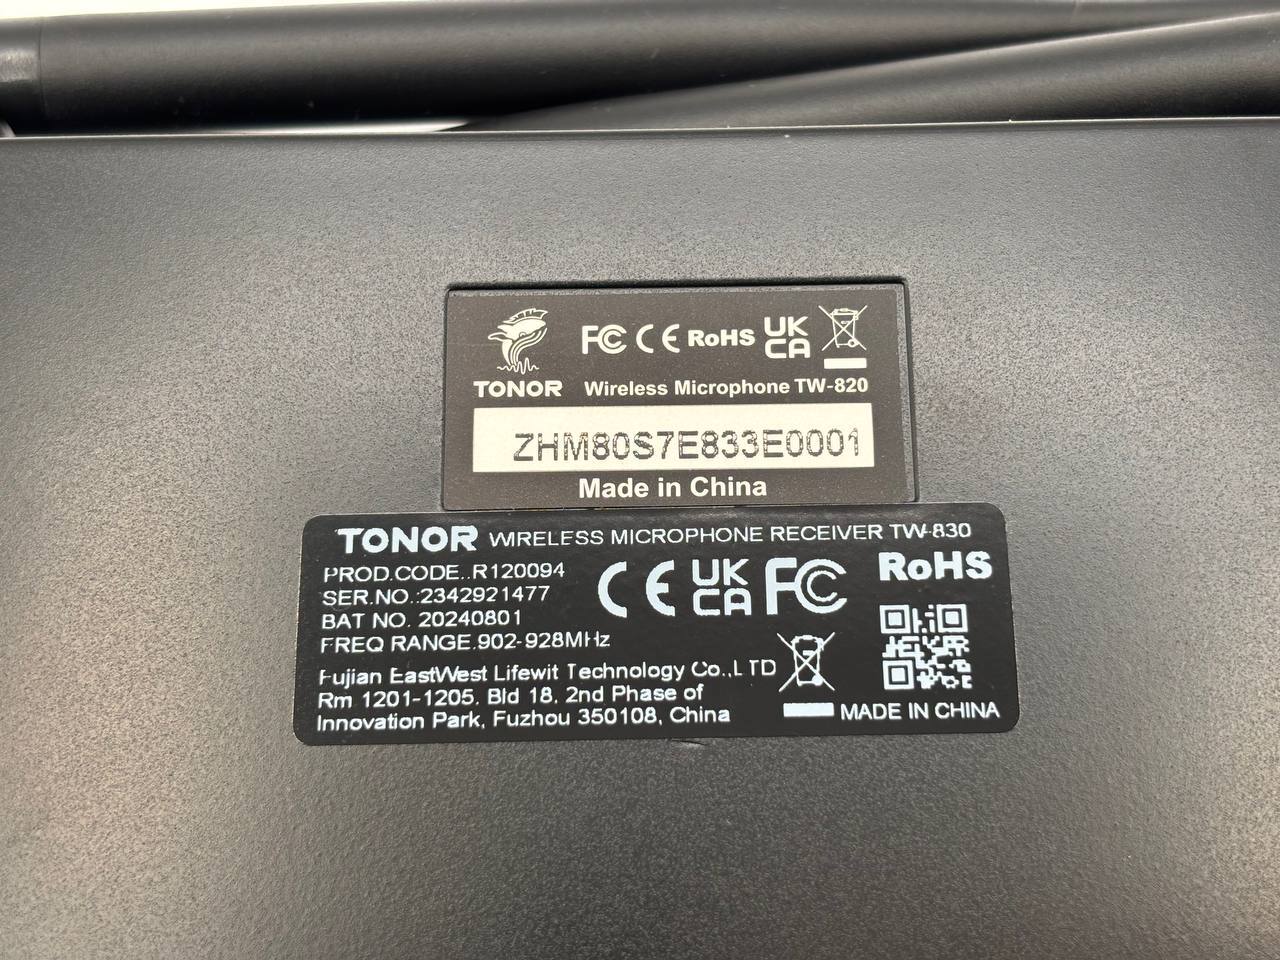 FC CE RoHS UK CA
TONOR Wireless Microphone TW-820
ZHM80S7E833E0001
Made in China
TONOR WIRELESS MICROPHONE RECEIVER TW-830
PROD.CODE.:R120094
SER.NO.:2342921477
BAT NO. 20240801
FREQ RANGE.902-928MHz
CE UK CA FC RoHS
Fujian EastWest Lifewit Technology Co.,LTD
Rm 1201-1205, Bld 18, 2nd Phase of
Innovation Park, Fuzhou 350108, China
MADE IN CHINA